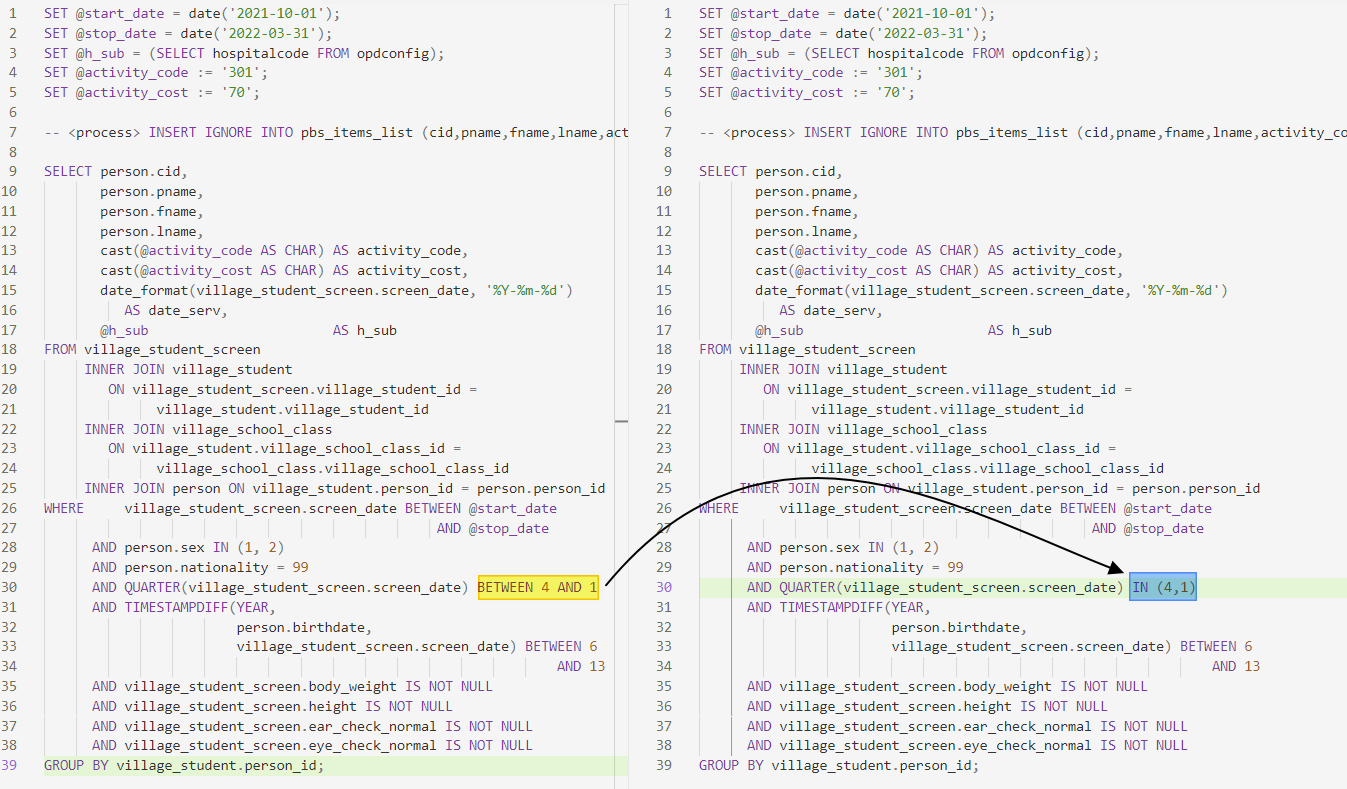 1 SET @start_date = date('2021-10-01');
2 SET @stop_date = date('2022-03-31');
3 SET @h_sub = (SELECT hospitalcode FROM opdconfig);
4 SET @activity_code := '301';
5 SET @activity_cost := '70';
6
7 -- <process> INSERT IGNORE INTO pbs_items_list (cid,pname,fname,lname,act
8
9 SELECT person.cid,
10 person.pname,
11 person.fname,
12 person.lname,
13 cast(@activity_code AS CHAR) AS activity_code,
14 cast(@activity_cost AS CHAR) AS activity_cost,
15 date_format(village_student_screen.screen_date, '%Y-%m-%d')
16 AS date_serv,
17 @h_sub AS h_sub
18 FROM village_student_screen
19 INNER JOIN village_student
20 ON village_student_screen.village_student_id =
21 village_student.village_student_id
22 INNER JOIN village_school_class
23 ON village_student.village_school_class_id =
24 village_school_class.village_school_class_id
25 INNER JOIN person ON village_student.person_id = person.person_id
26 WHERE village_student_screen.screen_date BETWEEN @start_date
27 AND @stop_date
28 AND person.sex IN (1, 2)
29 AND person.nationality = 99
30 AND QUARTER(village_student_screen.screen_date) BETWEEN 4 AND 1
31 AND TIMESTAMPDIFF(YEAR,
32 person.birthdate,
33 village_student_screen.screen_date) BETWEEN 6
34 AND 13
35 AND village_student_screen.body_weight IS NOT NULL
36 AND village_student_screen.height IS NOT NULL
37 AND village_student_screen.ear_check_normal IS NOT NULL
38 AND village_student_screen.eye_check_normal IS NOT NULL
39 GROUP BY village_student.person_id;
1 SET @start_date = date('2021-10-01');
2 SET @stop_date = date('2022-03-31');
3 SET @h_sub = (SELECT hospitalcode FROM opdconfig);
4 SET @activity_code := '301';
5 SET @activity_cost := '70';
6
7 -- <process> INSERT IGNORE INTO pbs_items_list (cid,pname,fname,lname,activity_co
8
9 SELECT person.cid,
10 person.pname,
11 person.fname,
12 person.lname,
13 cast(@activity_code AS CHAR) AS activity_code,
14 cast(@activity_cost AS CHAR) AS activity_cost,
15 date_format(village_student_screen.screen_date, '%Y-%m-%d')
16 AS date_serv,
17 @h_sub AS h_sub
18 FROM village_student_screen
19 INNER JOIN village_student
20 ON village_student_screen.village_student_id =
21 village_student.village_student_id
22 INNER JOIN village_school_class
23 ON village_student.village_school_class_id =
24 village_school_class.village_school_class_id
25 INNER JOIN person ON village_student.person_id = person.person_id
26 WHERE village_student_screen.screen_date BETWEEN @start_date
27 AND @stop_date
28 AND person.sex IN (1, 2)
29 AND person.nationality = 99
30 AND QUARTER(village_student_screen.screen_date) IN (4,1)
31 AND TIMESTAMPDIFF(YEAR,
32 person.birthdate,
33 village_student_screen.screen_date) BETWEEN 6
34 AND 13
35 AND village_student_screen.body_weight IS NOT NULL
36 AND village_student_screen.height IS NOT NULL
37 AND village_student_screen.ear_check_normal IS NOT NULL
38 AND village_student_screen.eye_check_normal IS NOT NULL
39 GROUP BY village_student.person_id;